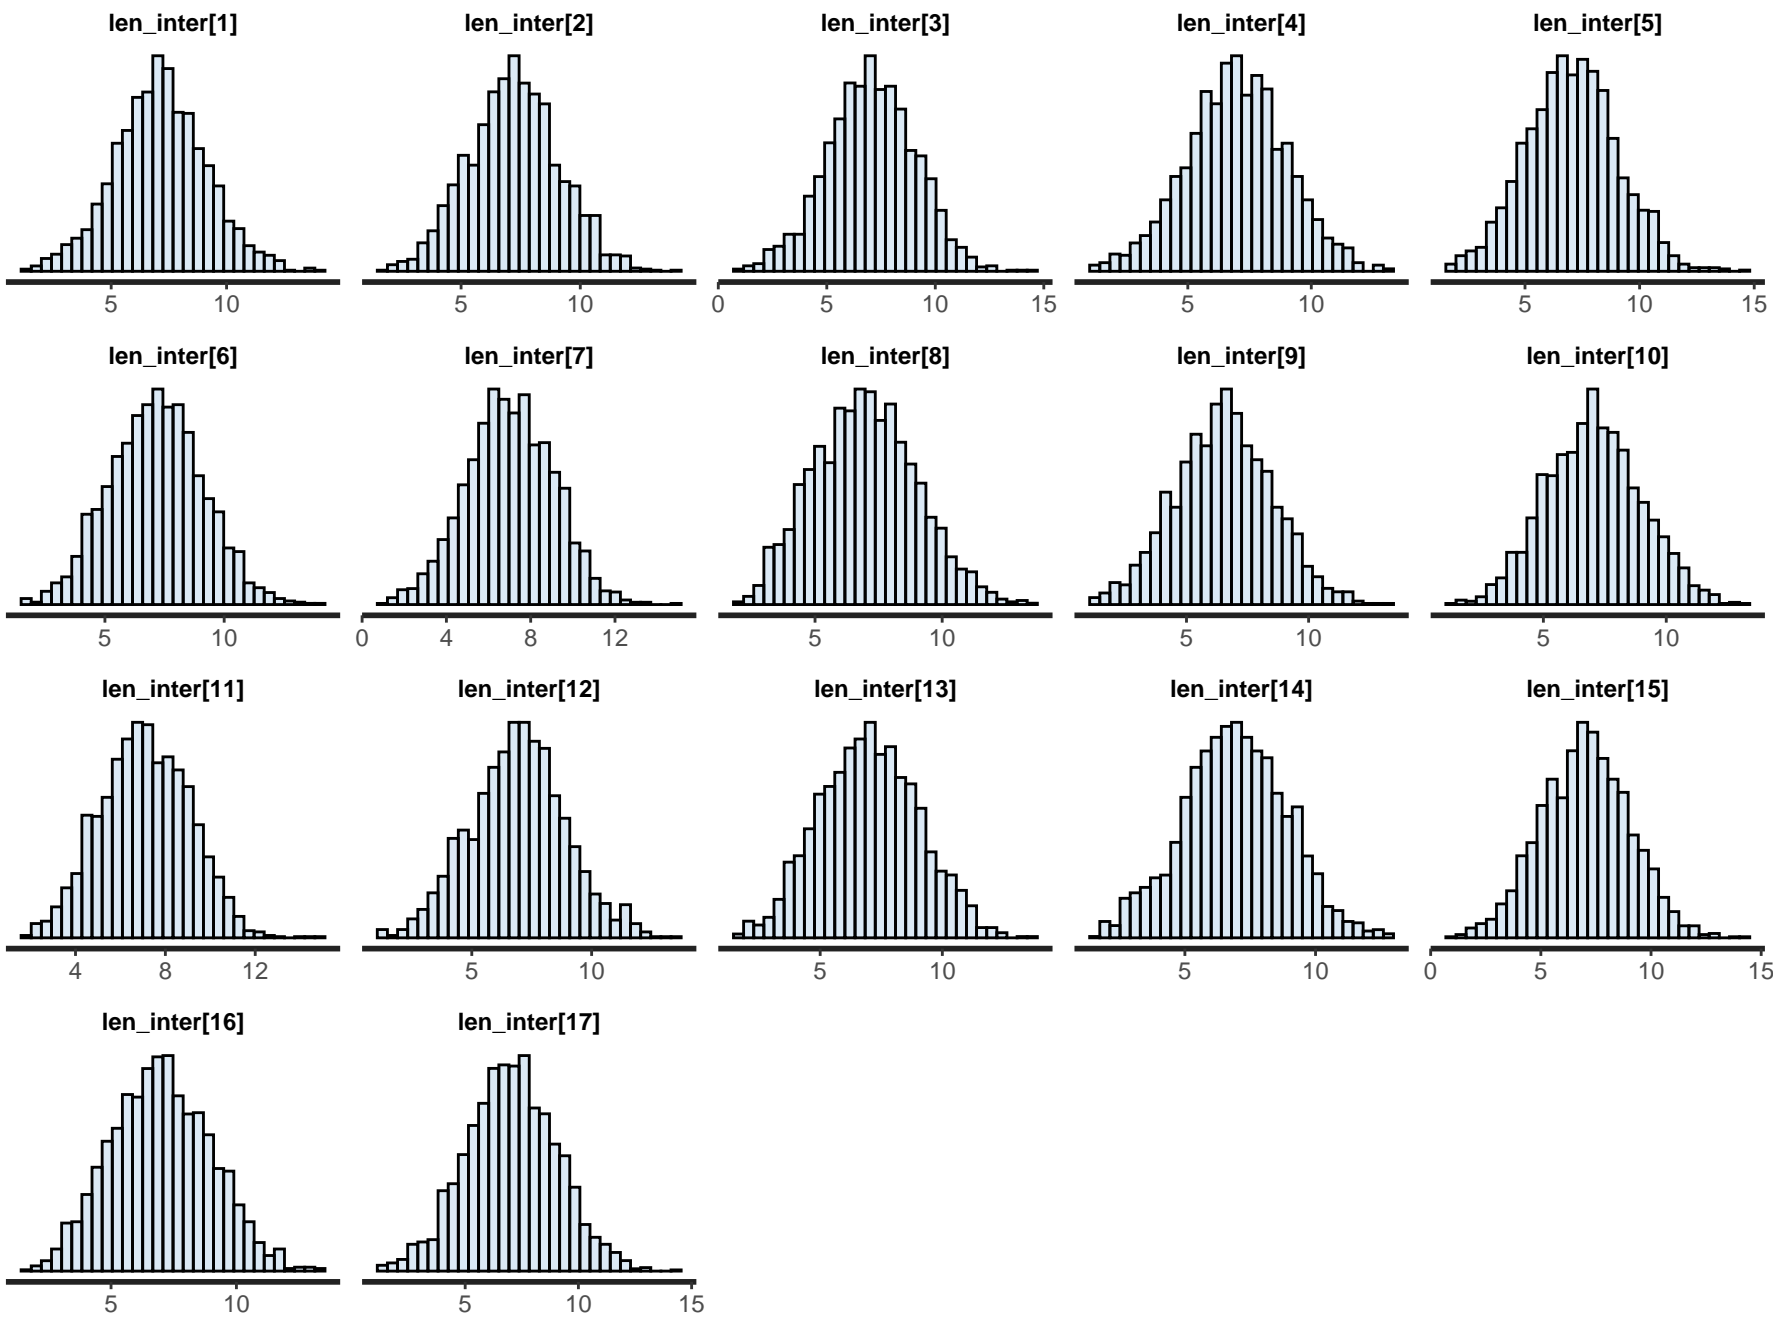 len_inter[1] len_inter[2] len_inter[3] len_inter[4] len_inter[5]
5 10 5 10 0 5 10 15 5 10 5 10 15
len_inter[6] len_inter[7] len_inter[8] len_inter[9] len_inter[10]
5 10 0 4 8 12 5 10 5 10 5 10
len_inter[11] len_inter[12] len_inter[13] len_inter[14] len_inter[15]
4 8 12 5 10 5 10 5 10 0 5 10 15
len_inter[16] len_inter[17]
5 10 5 10 15